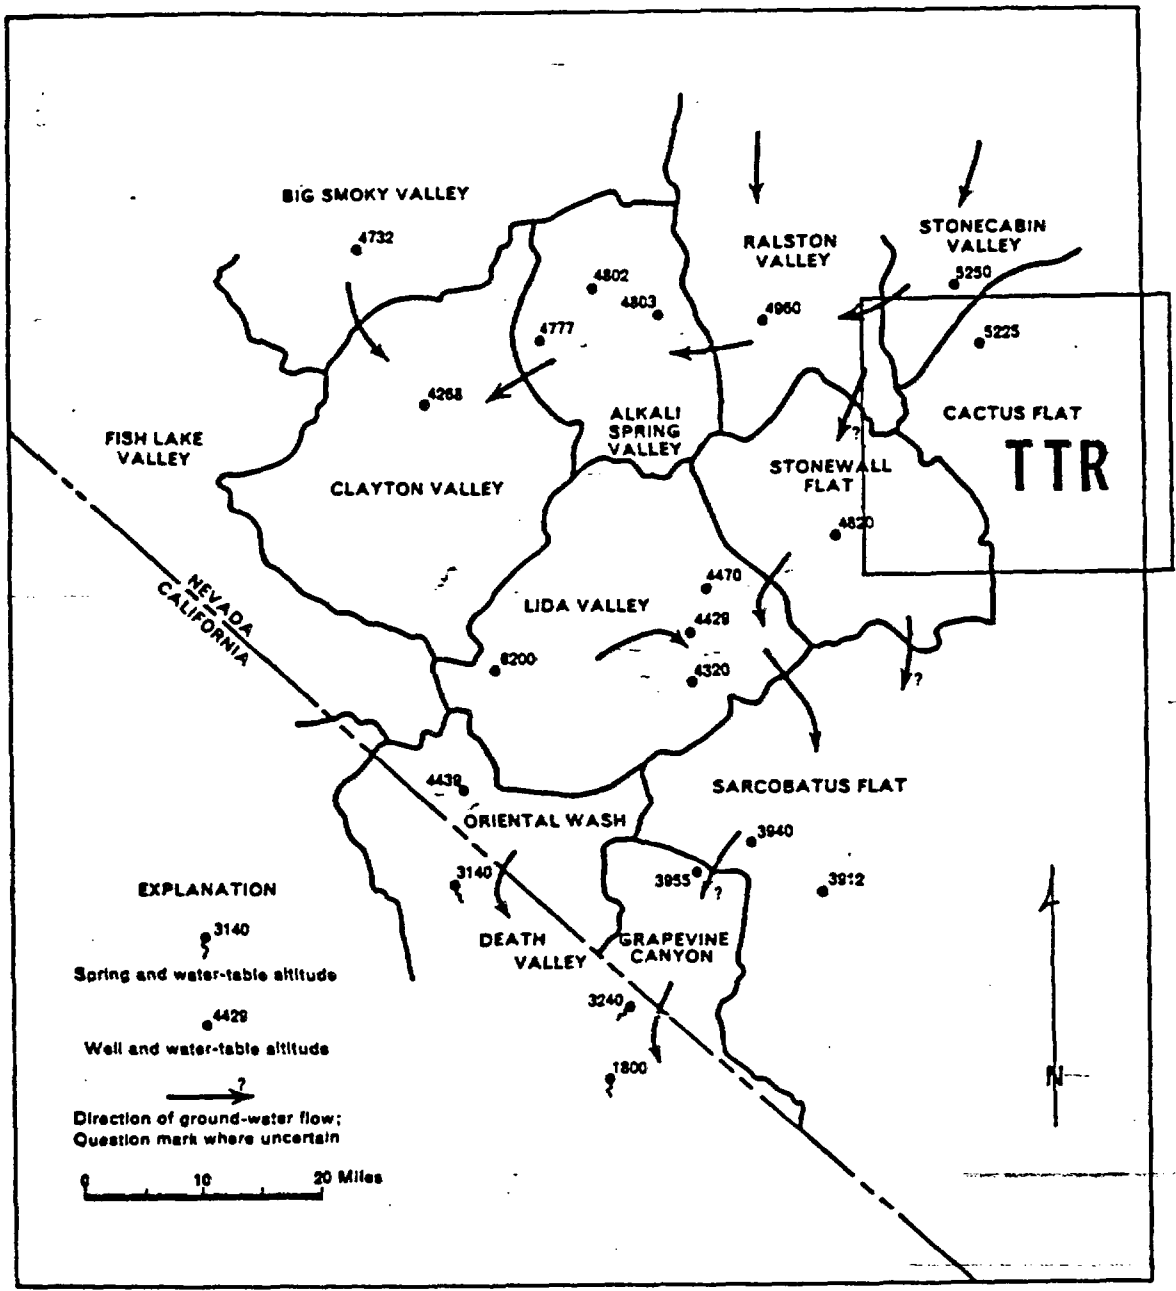 BIG SMOKY VALLEY
4732
RALSTON
VALLEY
STONECABIN
VALLEY
5250
4802
4803
4777
4960
5225
4268
ALKALI
SPRING
VALLEY
CACTUS FLAT
TTR
FISH LAKE
VALLEY
CLAYTON VALLEY
?
STONEWALL
FLAT
4820
NEVADA
CALIFORNIA
LIDA VALLEY
4470
4429
4320
6200
?
4439
ORIENTAL WASH
SARCOBATUS FLAT
3940
3955
?
3912
3140
DEATH
VALLEY
GRAPEVINE
CANYON
3240
1800
EXPLANATION
3140
Spring and water-table altitude
4429
Well and water-table altitude
?
Direction of ground-water flow;
Question mark where uncertain
0 10 20 Miles
N